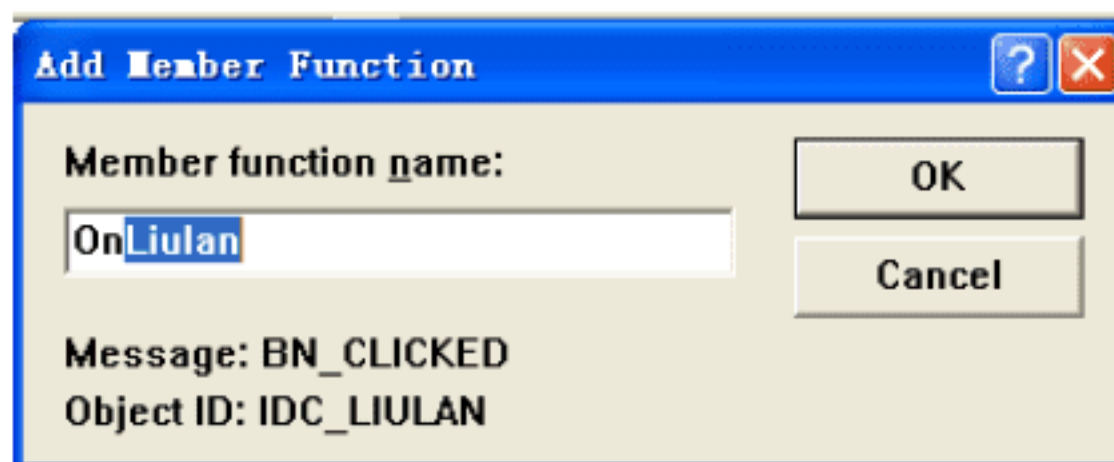 Add Member Function
Member function name:
OK
OnLiulan
Cancel
Message: BN_CLICKED
Object ID: IDC_LIULAN